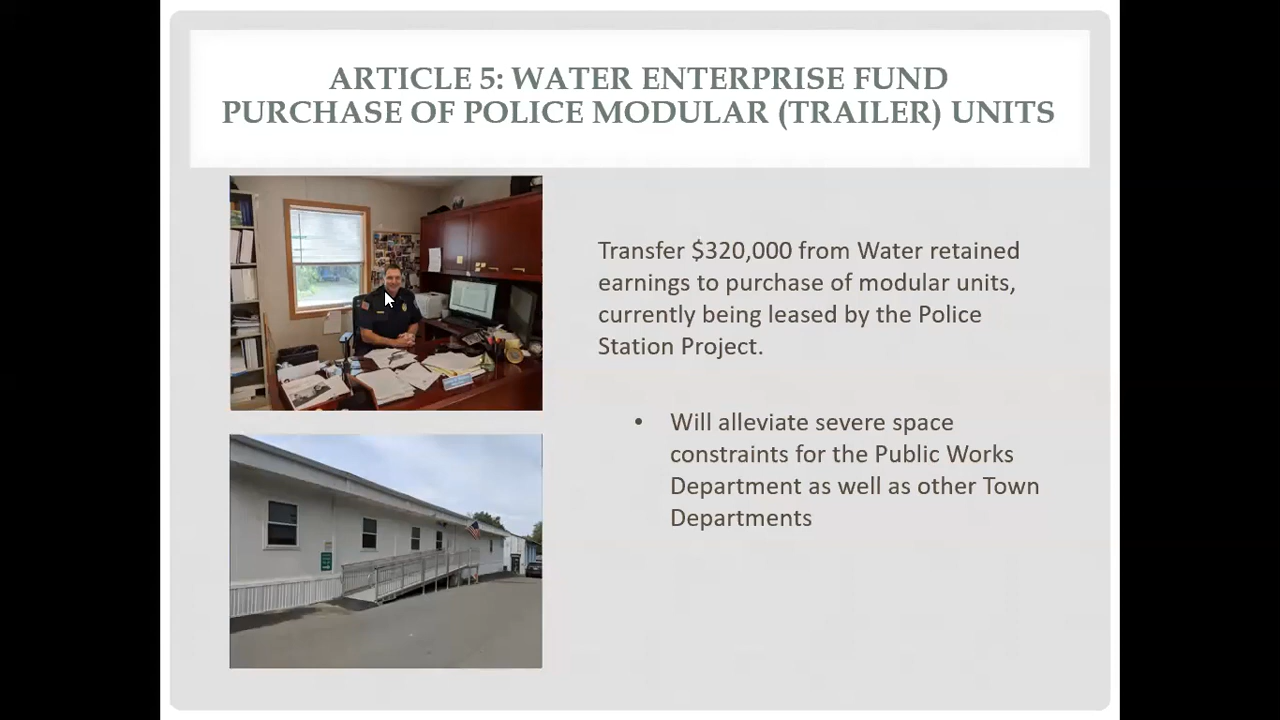 ARTICLE 5: WATER ENTERPRISE FUND
PURCHASE OF POLICE MODULAR (TRAILER) UNITS
Transfer $320,000 from Water retained
earnings to purchase of modular units,
currently being leased by the Police
Station Project.
• Will alleviate severe space
constraints for the Public Works
Department as well as other Town
Departments